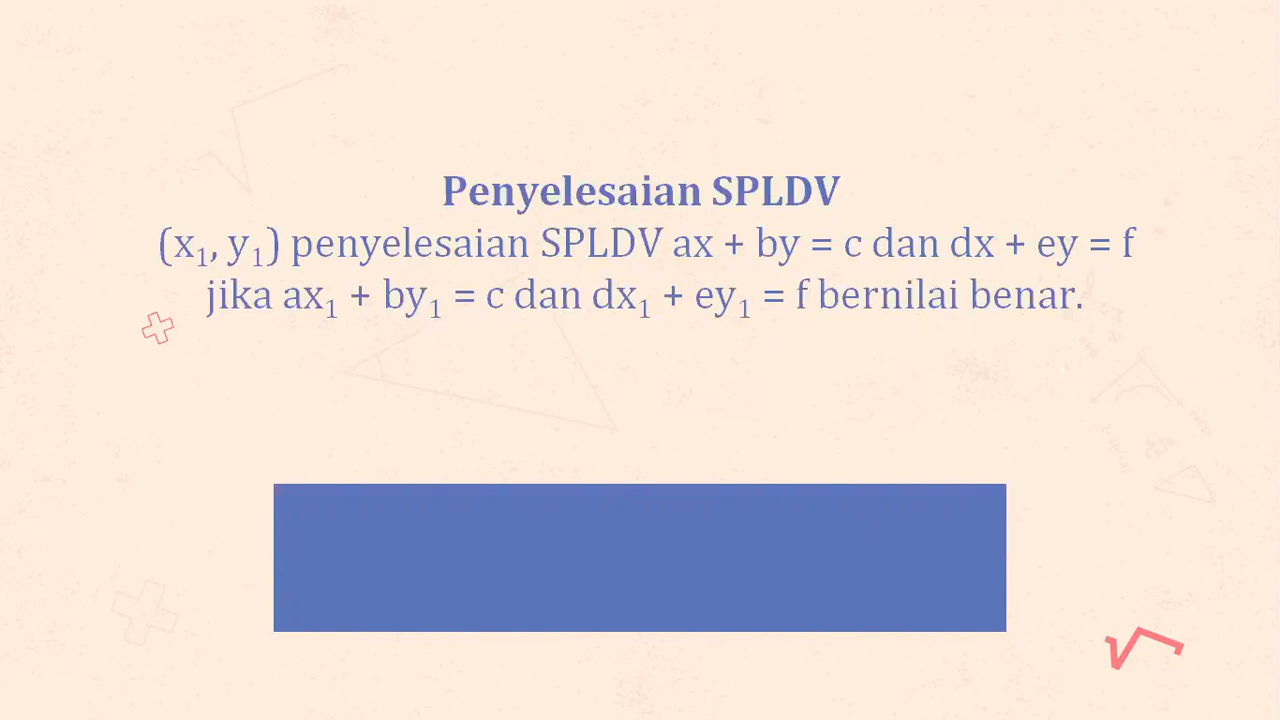 Penyelesaian SPLDV
(x₁, y₁) penyelesaian SPLDV ax + by = c dan dx + ey = f
jika ax₁ + by₁ = c dan dx₁ + ey₁ = f bernilai benar.